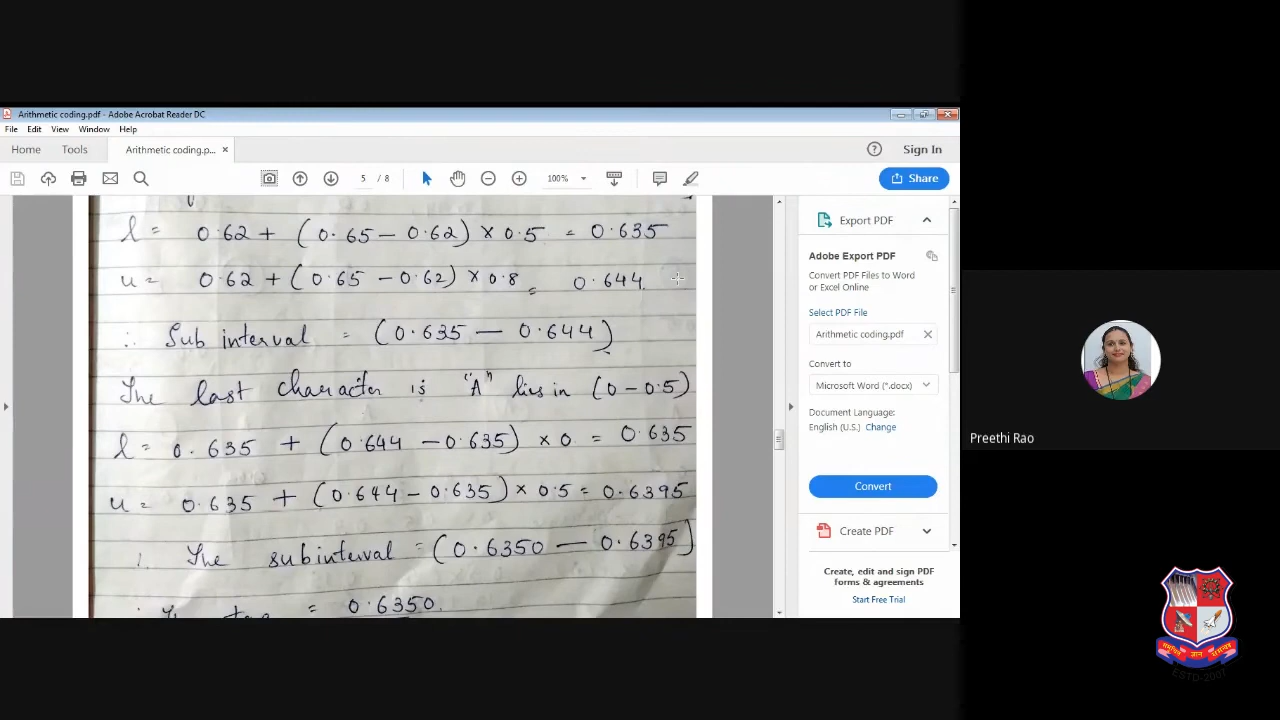 Arithmetic coding.pdf - Adobe Acrobat Reader DC
File Edit View Window Help
Home Tools Arithmetic coding.p... × Sign In
5 / 8 100% Share
l = 0.62 + (0.65 - 0.62) × 0.5 = 0.635
u = 0.62 + (0.65 - 0.62) × 0.8 = 0.644.
∴ Sub interval = (0.635 — 0.644)
The last character is "A" lies in (0 - 0.5)
l = 0.635 + (0.644 - 0.635) × 0 = 0.635
u = 0.635 + (0.644 - 0.635) × 0.5 = 0.6395
∴ The subinterval = (0.6350 — 0.6395)
= 0.6350.
Export PDF
Adobe Export PDF
Convert PDF Files to Word
or Excel Online
Select PDF File
Arithmetic coding.pdf ×
Convert to
Microsoft Word (*.docx)
Document Language:
English (U.S.) Change
Convert
Create PDF
Create, edit and sign PDF
forms & agreements
Start Free Trial
Preethi Rao
ESTD-2007